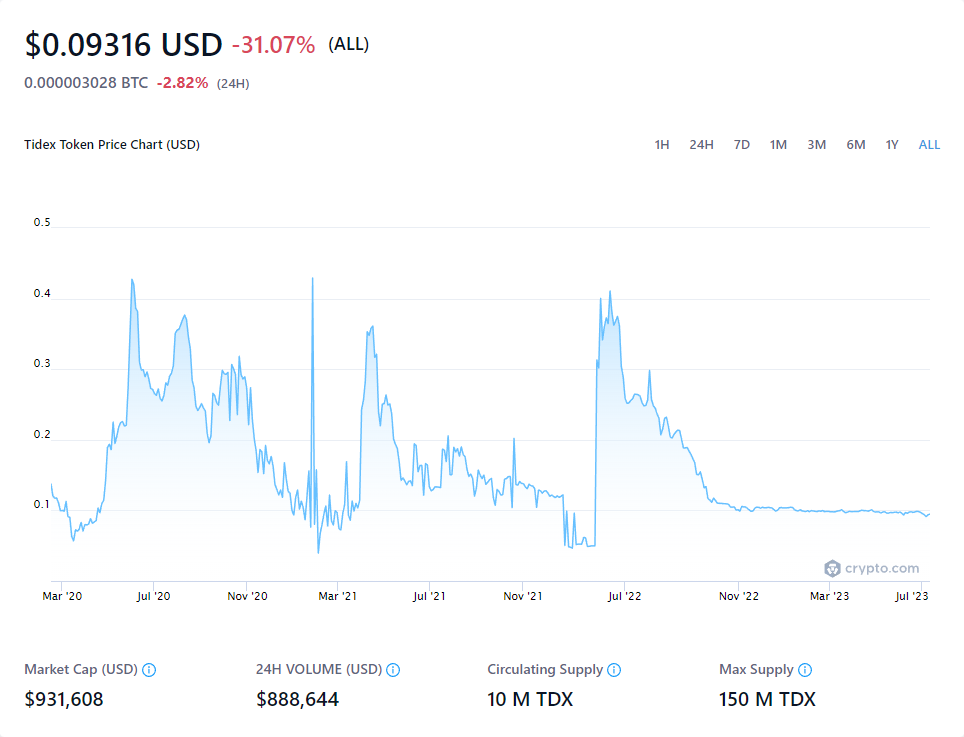 $0.09316 USD -31.07% (ALL)
0.000003028 BTC -2.82% (24H)
Tidex Token Price Chart (USD) 1H 24H 7D 1M 3M 6M 1Y ALL
0.5
0.4
0.3
0.2
0.1
crypto.com
Mar '20 Jul '20 Nov '20 Mar '21 Jul '21 Nov '21 Jul '22 Nov '22 Mar '23 Jul '23
Market Cap (USD) 24H VOLUME (USD) Circulating Supply Max Supply
$931,608 $888,644 10 M TDX 150 M TDX